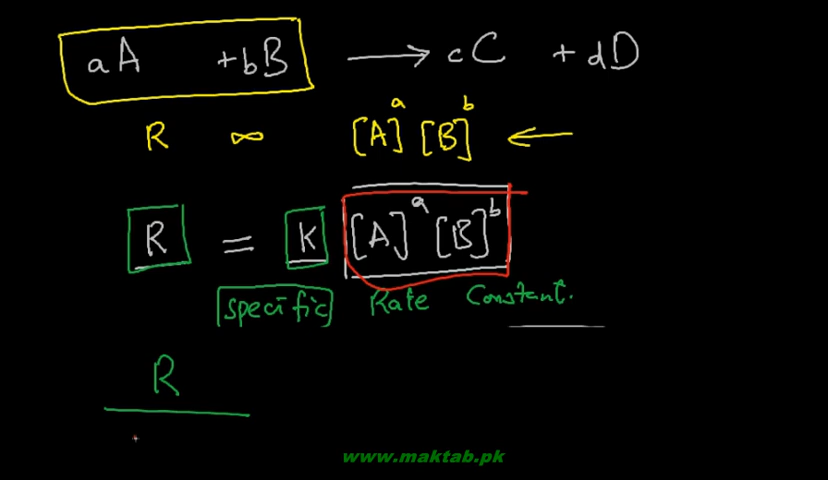 aA +bB → cC + dD
R ∞ [A]ᵃ [B]ᵇ ←
R = K [A]ᵃ [B]ᵇ
specific Rate Constant.
R
www.maktab.pk